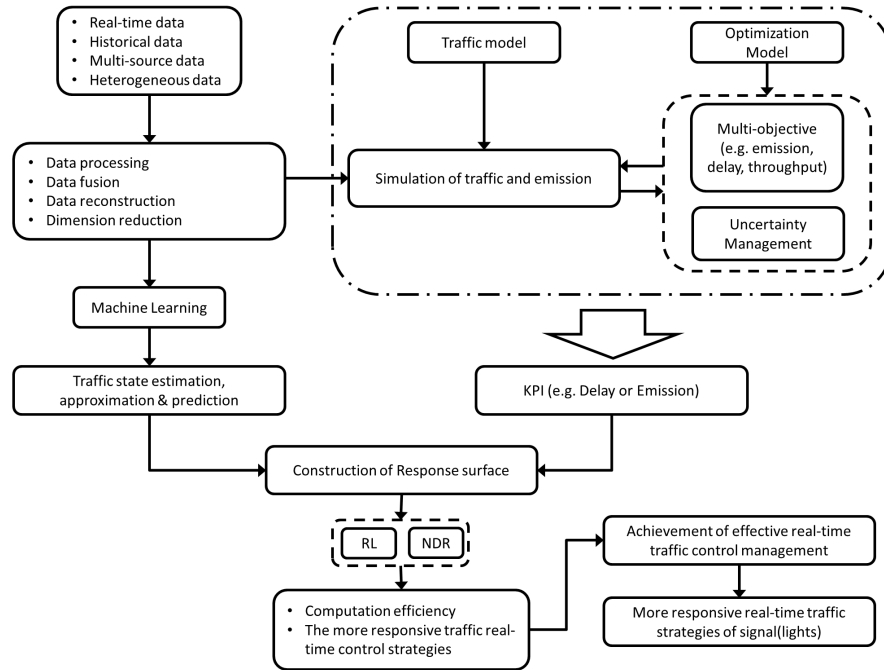 • Real-time data
• Historical data
• Multi-source data
• Heterogeneous data
Traffic model
Optimization
Model
• Data processing
• Data fusion
• Data reconstruction
• Dimension reduction
Simulation of traffic and emission
Multi-objective
(e.g. emission,
delay, throughput)
Uncertainty
Management
Machine Learning
Traffic state estimation,
approximation & prediction
KPI (e.g. Delay or Emission)
Construction of Response surface
RL
NDR
• Computation efficiency
• The more responsive traffic real-
time control strategies
Achievement of effective real-time
traffic control management
More responsive real-time traffic
strategies of signal(lights)